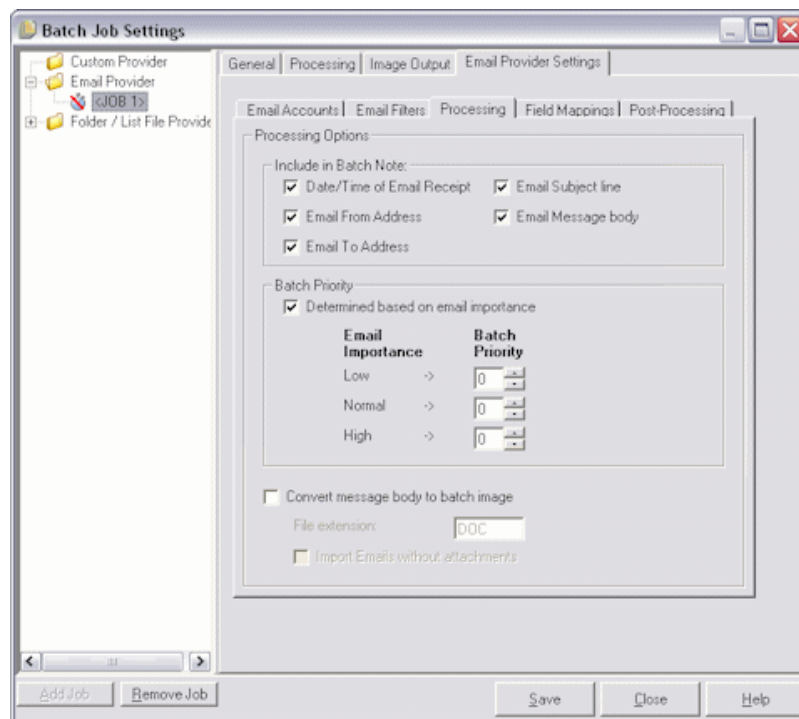 Batch Job Settings
Custom Provider
Email Provider
<JOB 1>
Folder / List File Provide
General Processing Image Output Email Provider Settings
Email Accounts Email Filters Processing Field Mappings Post-Processing
Processing Options
Include in Batch Note:
Date/Time of Email Receipt Email Subject line
Email From Address Email Message body
Email To Address
Batch Priority
Determined based on email importance
Email Batch
Importance Priority
Low -> 0
Normal -> 0
High -> 0
Convert message body to batch image
File extension: DOC
Import Emails without attachments
Add Job Remove Job Save Close Help